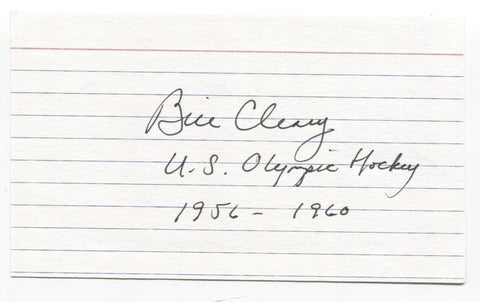 Bill Cleary
U.S. Olympic Hockey
1956 - 1960